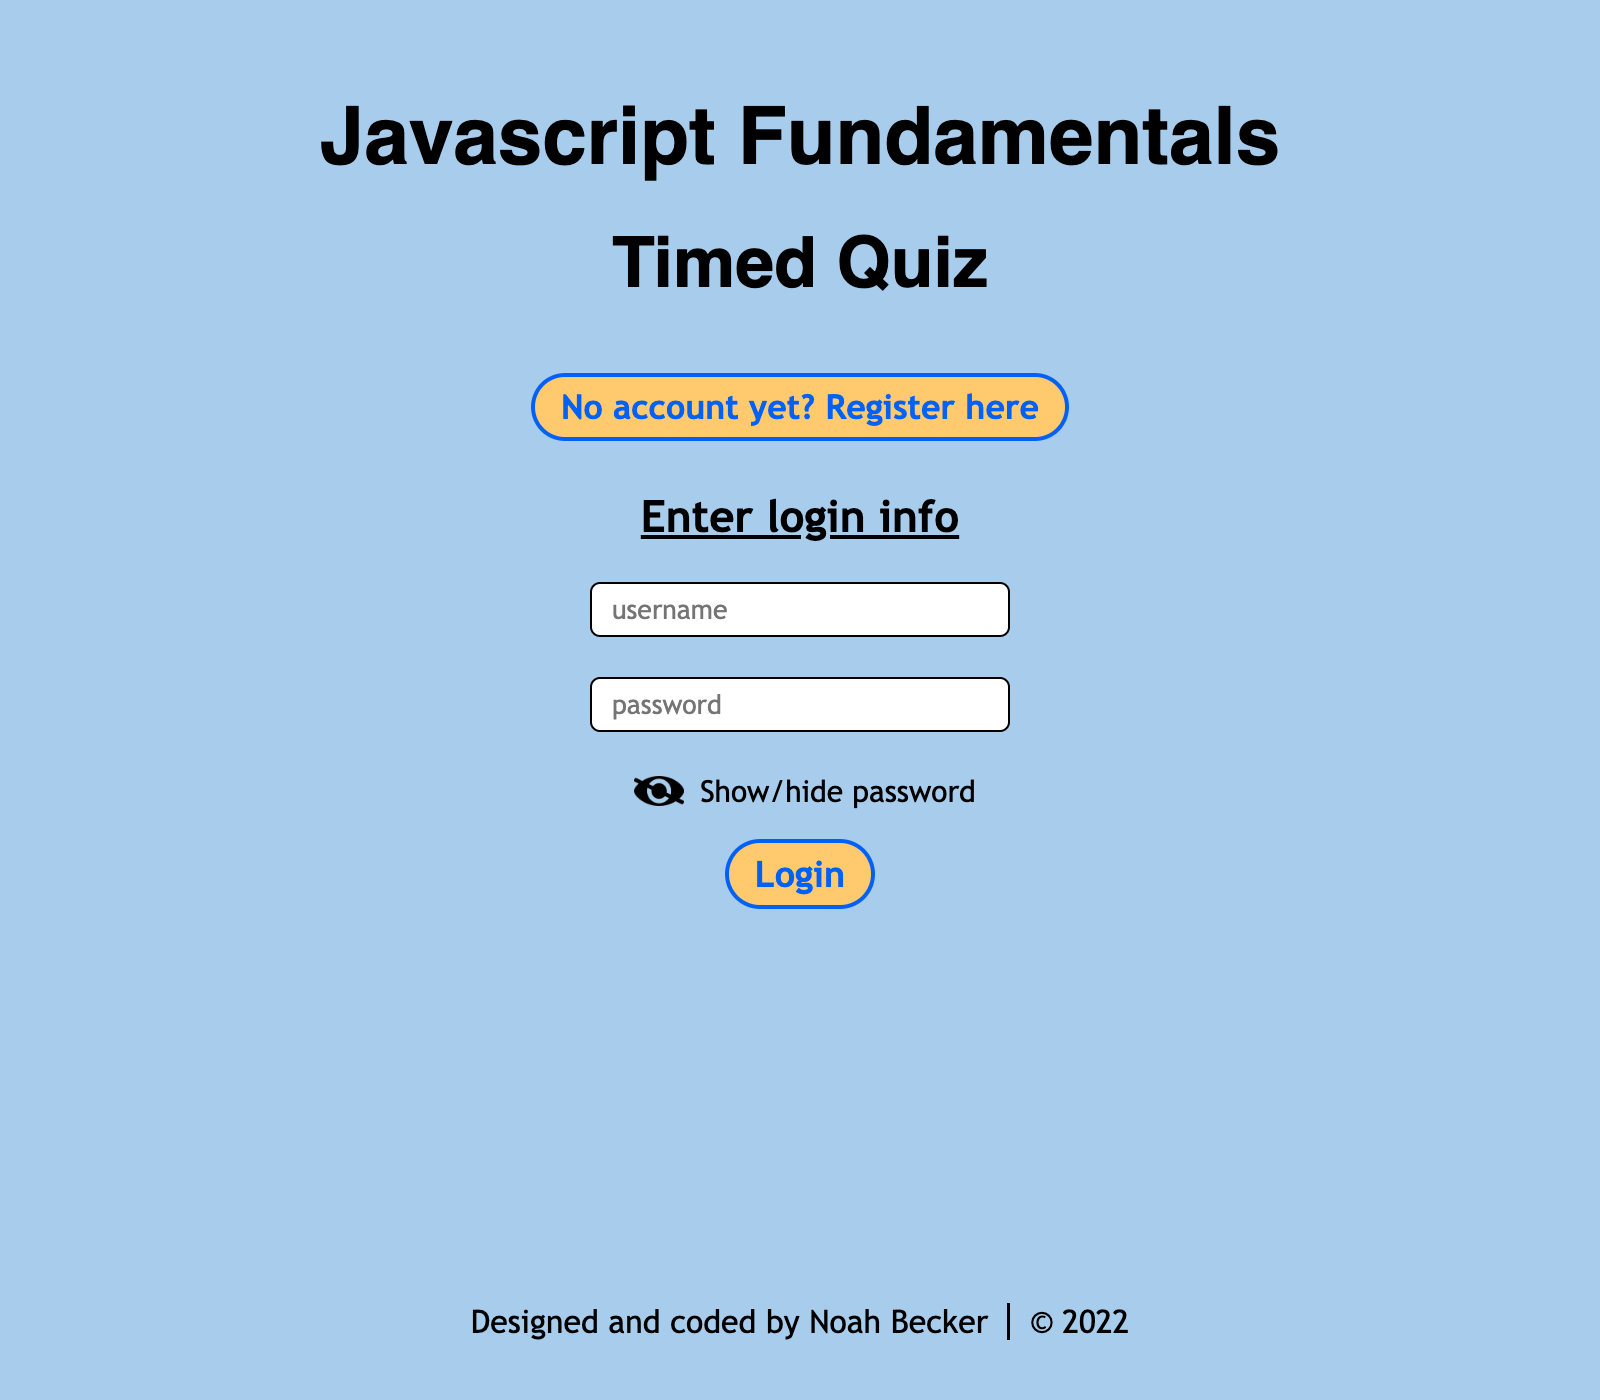 Javascript Fundamentals
Timed Quiz
No account yet? Register here
Enter login info
username
password
Show/hide password
Login
Designed and coded by Noah Becker | © 2022